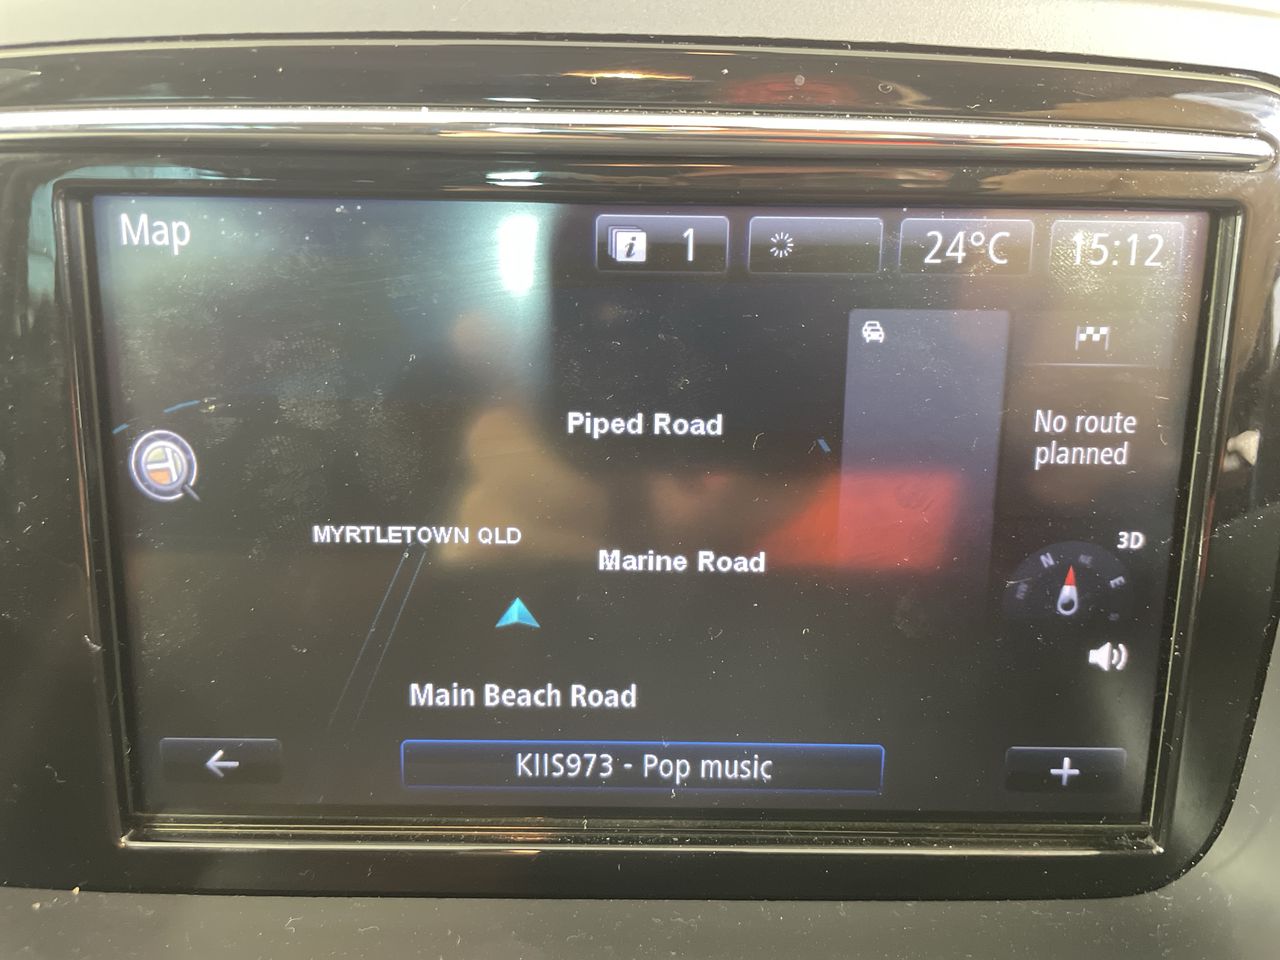 Map
1
24°C
15:12
Piped Road
No route
planned
MYRTLETOWN QLD
3D
Marine Road
N
NE
E
Main Beach Road
KIIS973 - Pop music